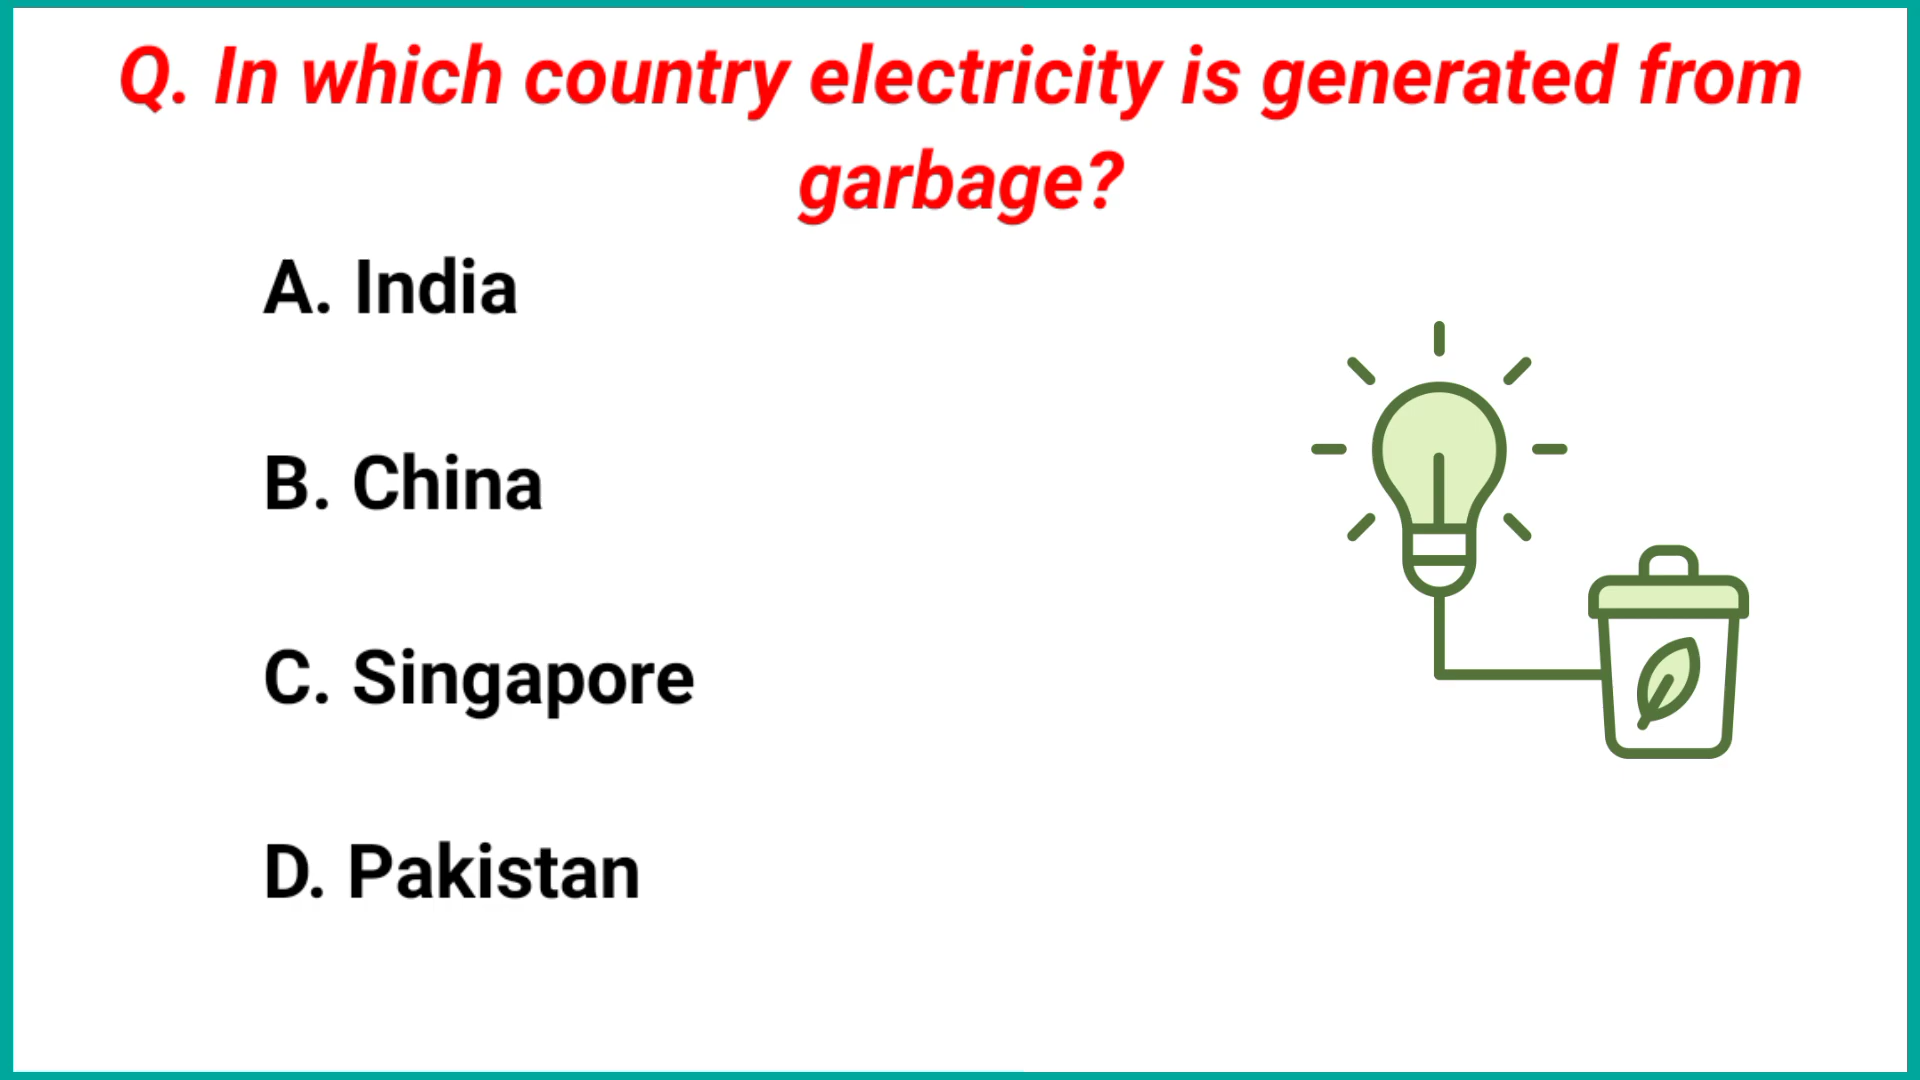 Q. In which country electricity is generated from
garbage?
A. India
B. China
C. Singapore
D. Pakistan